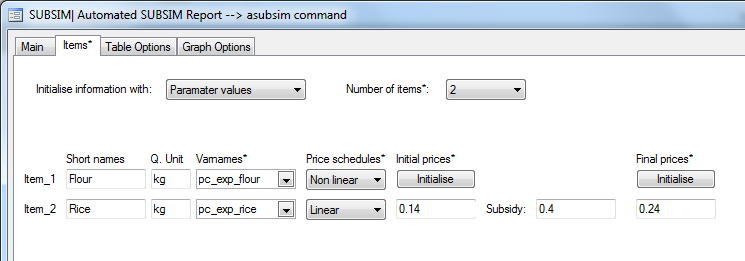 SUBSIM| Automated SUBSIM Report --> asubsim command
Main Items* Table Options Graph Options
Initialise information with: Paramater values Number of items*: 2
Short names Q. Unit Varnames* Price schedules* Initial prices* Final prices*
Item_1 Flour kg pc_exp_flour Non linear Initialise Initialise
Item_2 Rice kg pc_exp_rice Linear 0.14 Subsidy: 0.4 0.24